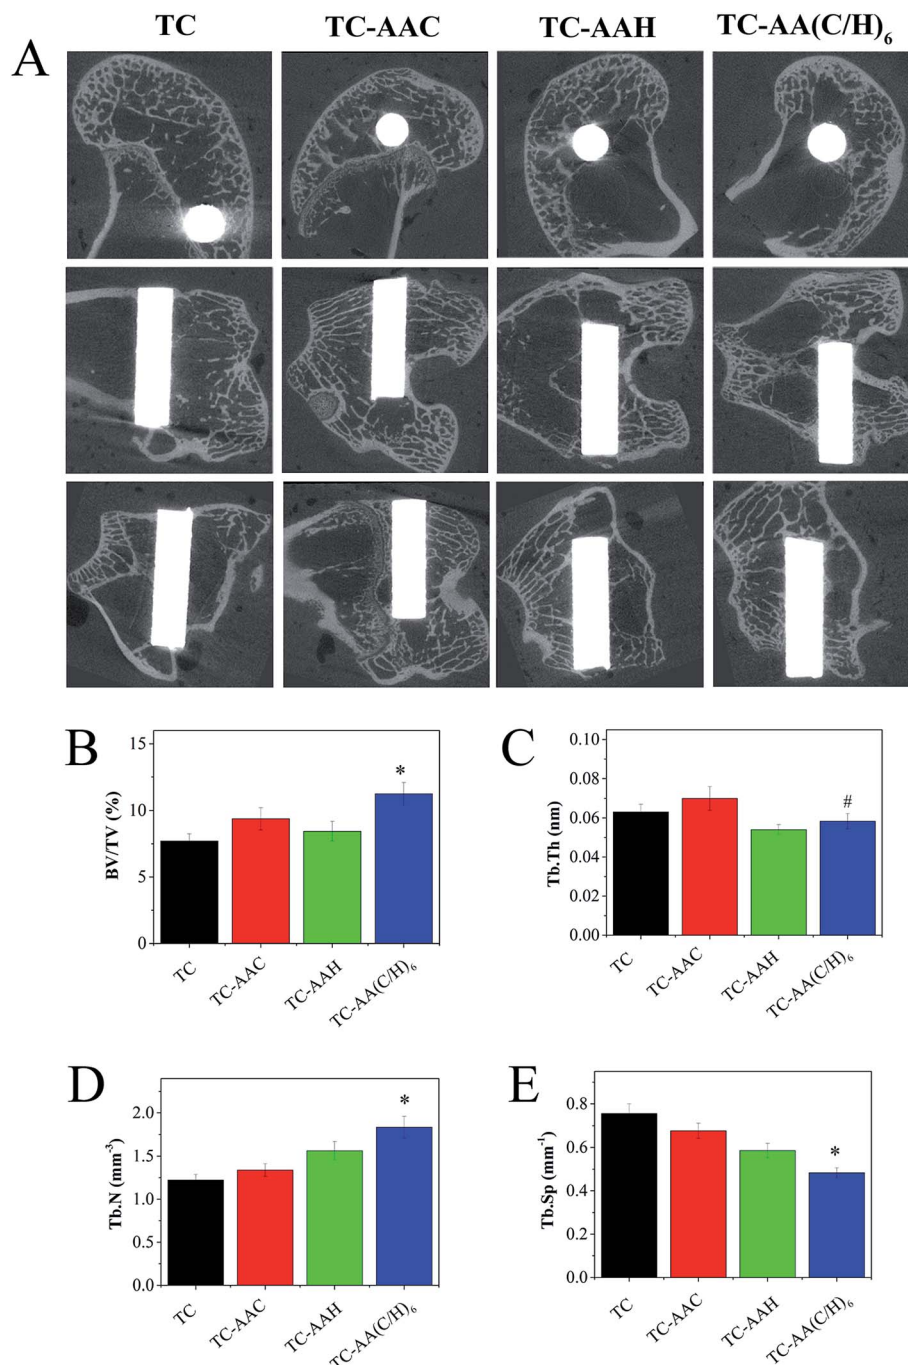 TC TC-AAC TC-AAH TC-AA(C/H)6
A
B
15
10
5
0
BV/TV (%)
*
TC TC-AAC TC-AAH TC-AA(C/H)6
C
0.10
0.08
0.06
0.04
0.02
0.00
Tb.Th (nm)
#
TC TC-AAC TC-AAH TC-AA(C/H)6
D
2.0
1.5
1.0
0.5
0.0
Tb.N (mm-3)
*
TC TC-AAC TC-AAH TC-AA(C/H)6
E
0.8
0.6
0.4
0.2
0.0
Tb.Sp (mm-1)
*
TC TC-AAC TC-AAH TC-AA(C/H)6